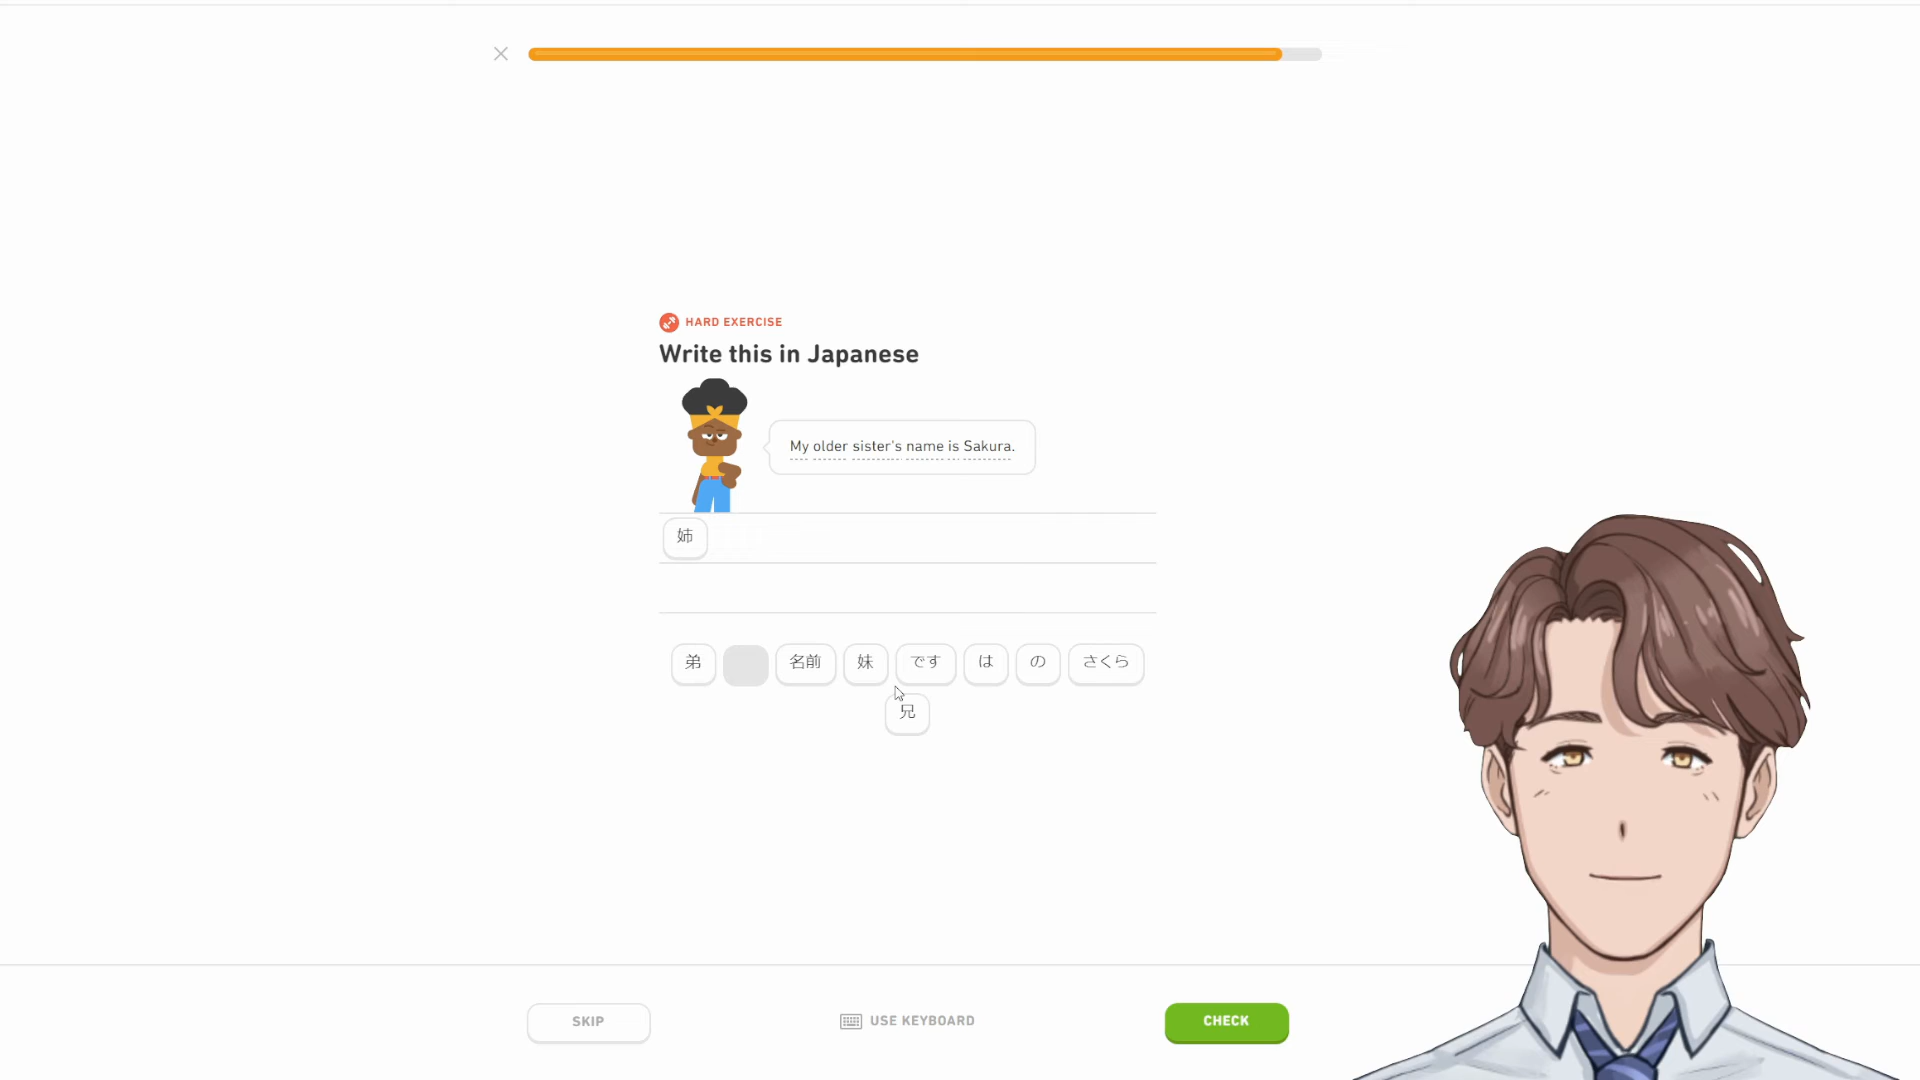 HARD EXERCISE
Write this in Japanese
My older sister's name is Sakura.
姉
弟 名前 妹 です は の さくら
兄
SKIP USE KEYBOARD CHECK